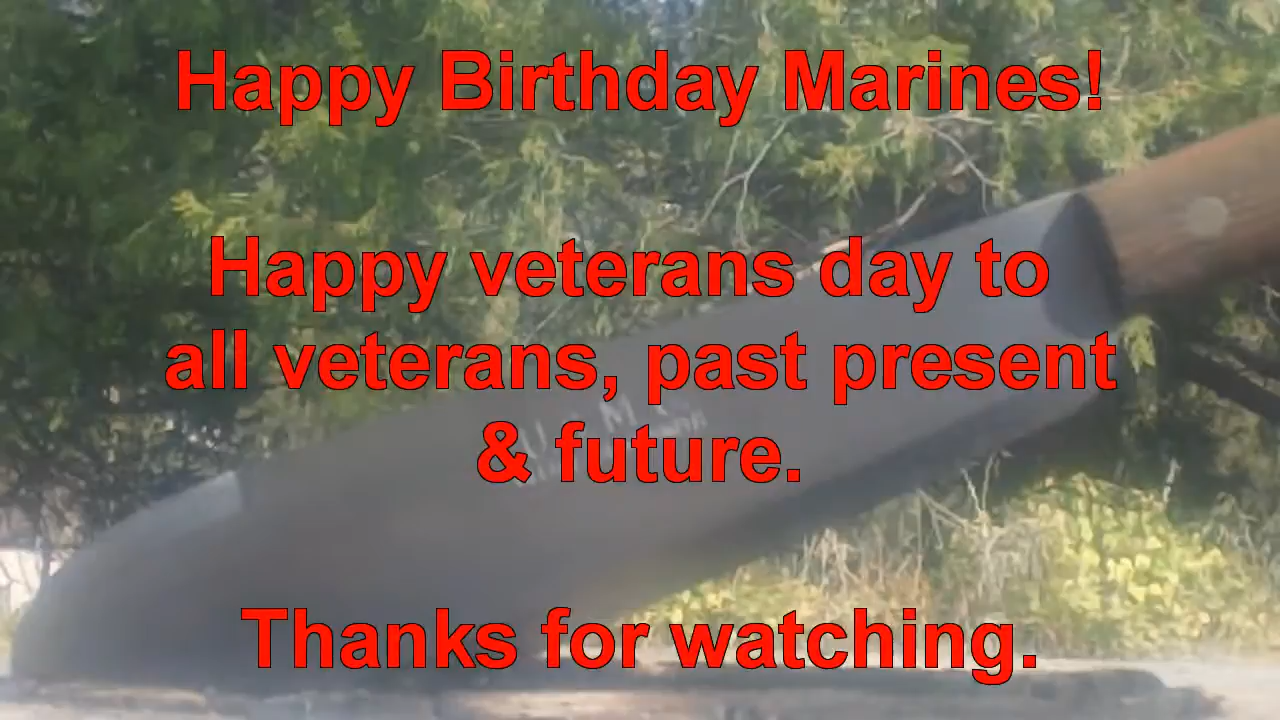 Happy Birthday Marines!
Happy veterans day to
all veterans, past present
& future.
Thanks for watching.